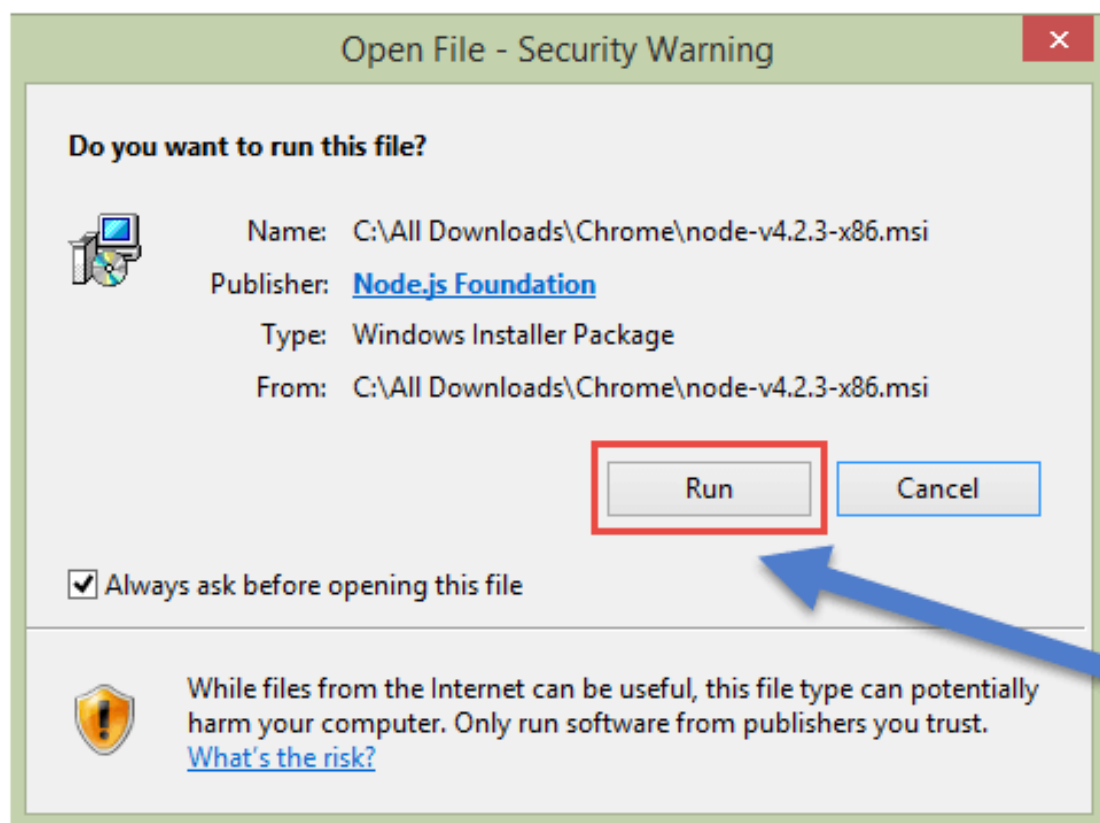 Open File - Security Warning
Do you want to run this file?
Name: C:\All Downloads\Chrome\node-v4.2.3-x86.msi
Publisher: Node.js Foundation
Type: Windows Installer Package
From: C:\All Downloads\Chrome\node-v4.2.3-x86.msi
Run Cancel
Always ask before opening this file
While files from the Internet can be useful, this file type can potentially
harm your computer. Only run software from publishers you trust.
What's the risk?